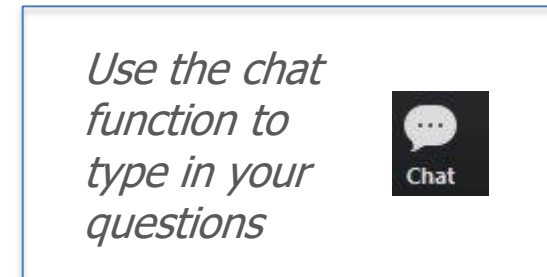 Use the chat
function to
type in your
questions
Chat